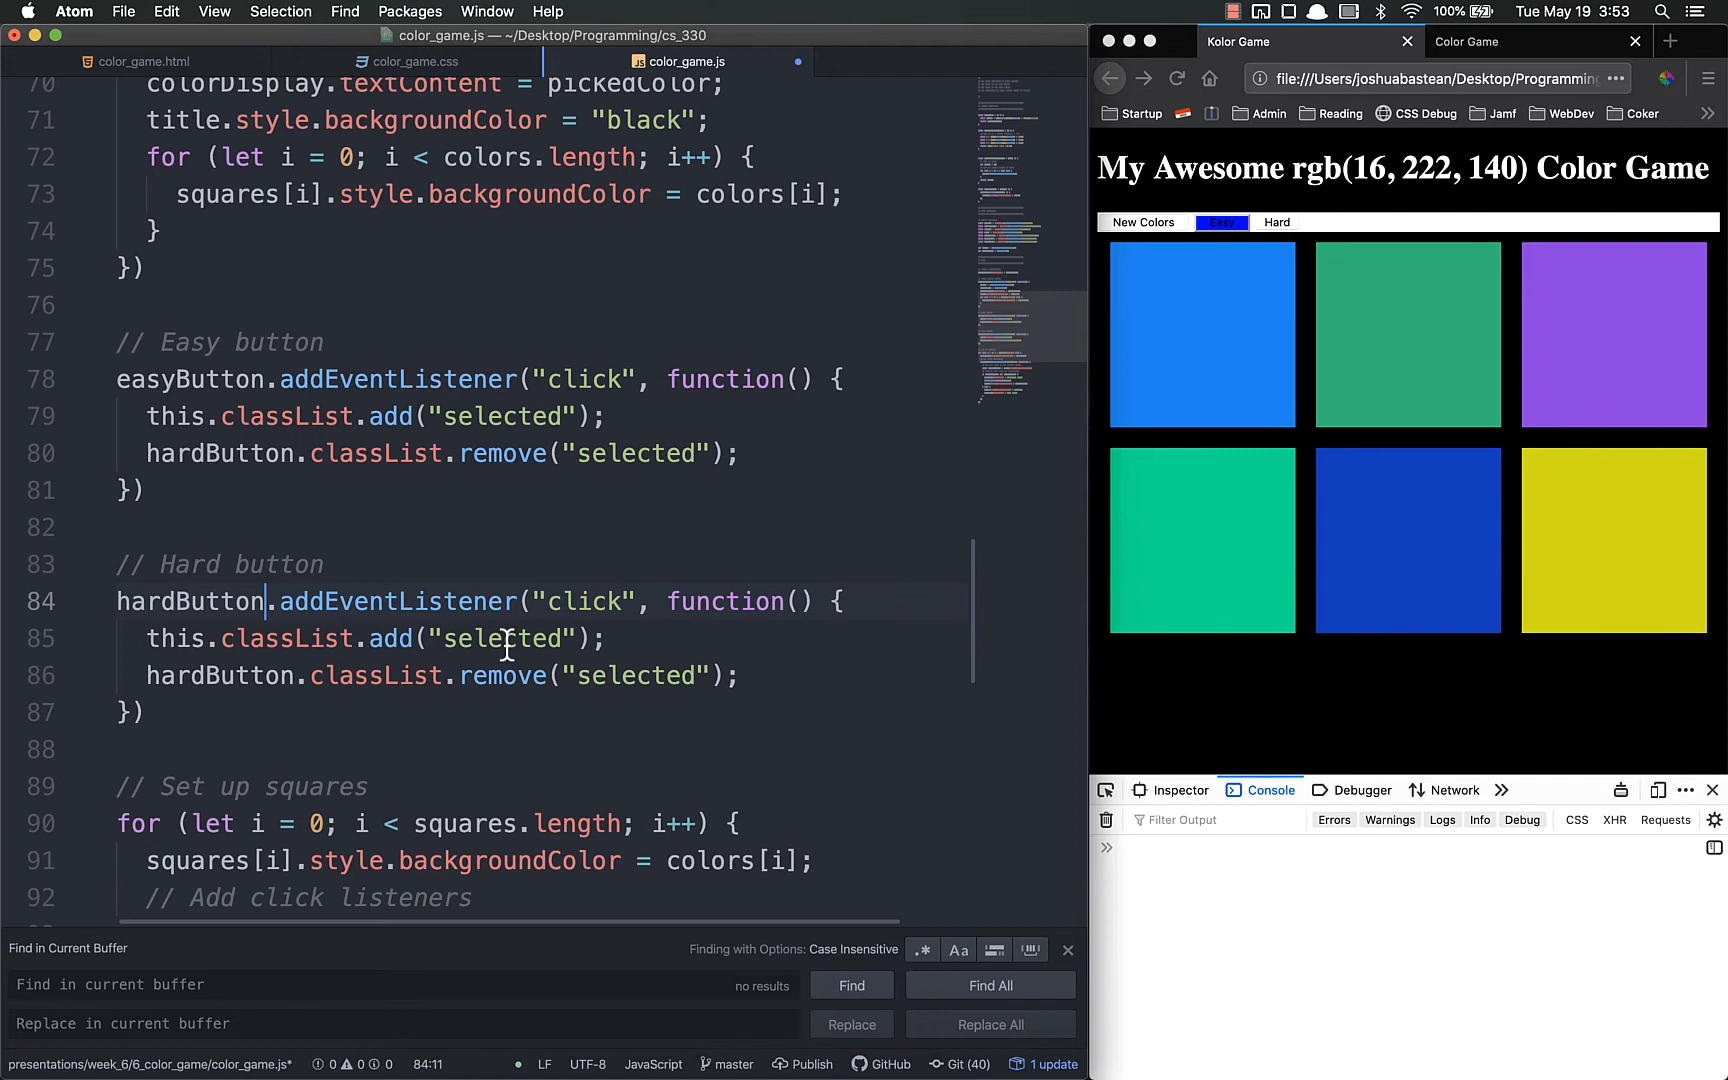 Atom File Edit View Selection Find Packages Window Help 100% Tue May 19 3:53
color_game.js — ~/Desktop/Programming/cs_330
color_game.html color_game.css JS color_game.js
70 colorDisplay.textContent = pickedColor;
71 title.style.backgroundColor = "black";
72 for (let i = 0; i < colors.length; i++) {
73 squares[i].style.backgroundColor = colors[i];
74 }
75 })
76
77 // Easy button
78 easyButton.addEventListener("click", function() {
79 this.classList.add("selected");
80 hardButton.classList.remove("selected");
81 })
82
83 // Hard button
84 hardButton.addEventListener("click", function() {
85 this.classList.add("selected");
86 hardButton.classList.remove("selected");
87 })
88
89 // Set up squares
90 for (let i = 0; i < squares.length; i++) {
91 squares[i].style.backgroundColor = colors[i];
92 // Add click listeners
Find in Current Buffer Finding with Options: Case Insensitive .* Aa
Find in current buffer no results Find Find All
Replace in current buffer Replace Replace All
presentations/week_6/6_color_game/color_game.js* 0 0 0 84:11 LF UTF-8 JavaScript master Publish GitHub Git (40) 1 update
Kolor Game Color Game
file:///Users/joshuabastean/Desktop/Programming
Startup Admin Reading CSS Debug Jamf WebDev Coker
My Awesome rgb(16, 222, 140) Color Game
New Colors Easy Hard
Inspector Console Debugger Network
Filter Output Errors Warnings Logs Info Debug CSS XHR Requests